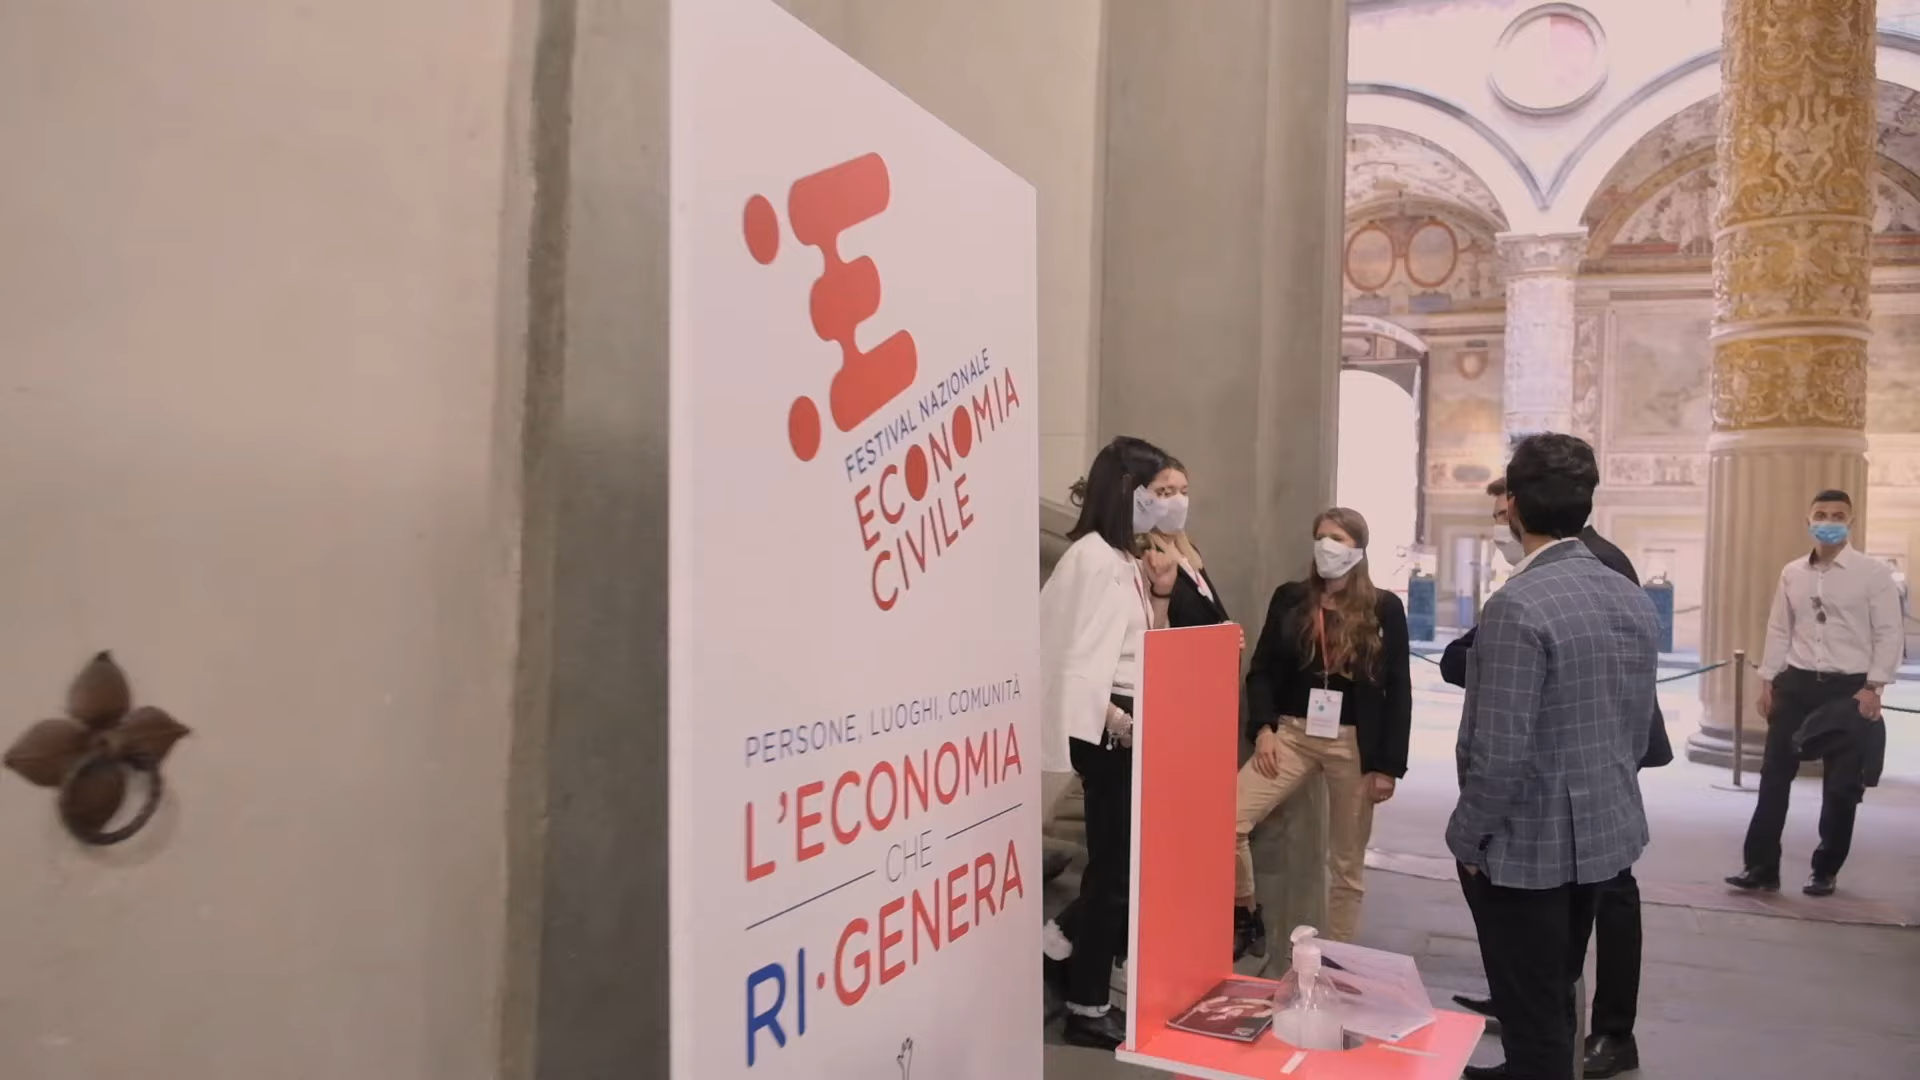 FESTIVAL NAZIONALE
ECONOMIA
CIVILE
PERSONE, LUOGHI, COMUNITÀ
L'ECONOMIA
CHE
RI·GENERA